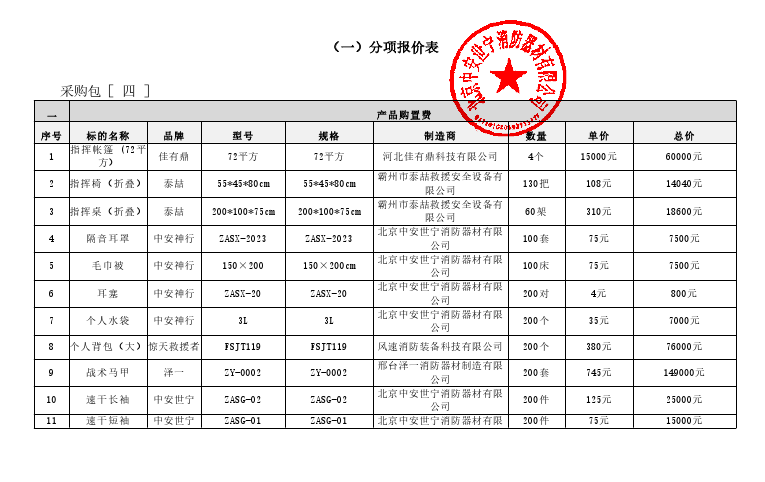 （一）分项报价表
北京中安世宁消防器材有限公司
采购包［ 四 ］
一 产品购置费
序号 标的名称 品牌 型号 规格 制造商 数量 单价 总价
1 指挥帐篷（72平方） 佳有鼎 72平方 72平方 河北佳有鼎科技有限公司 4个 15000元 60000元
2 指挥椅（折叠） 泰喆 55*45*80cm 55*45*80cm 霸州市泰喆救援安全设备有限公司 130把 108元 14040元
3 指挥桌（折叠） 泰喆 200*100*75cm 200*100*75cm 霸州市泰喆救援安全设备有限公司 60架 310元 18600元
4 隔音耳罩 中安神行 ZASX-2023 ZASX-2023 北京中安世宁消防器材有限公司 100套 75元 7500元
5 毛巾被 中安神行 150×200 150×200cm 北京中安世宁消防器材有限公司 100床 75元 7500元
6 耳塞 中安神行 ZASX-20 ZASX-20 北京中安世宁消防器材有限公司 200对 4元 800元
7 个人水袋 中安神行 3L 3L 北京中安世宁消防器材有限公司 200个 35元 7000元
8 个人背包（大） 惊天救援者 FSJT119 FSJT119 风速消防装备科技有限公司 200个 380元 76000元
9 战术马甲 泽一 ZY-0002 ZY-0002 邢台泽一消防器材制造有限公司 200套 745元 149000元
10 速干长袖 中安世宁 ZASG-02 ZASG-02 北京中安世宁消防器材有限公司 200件 125元 25000元
11 速干短袖 中安世宁 ZASG-01 ZASG-01 北京中安世宁消防器材有限 200件 75元 15000元